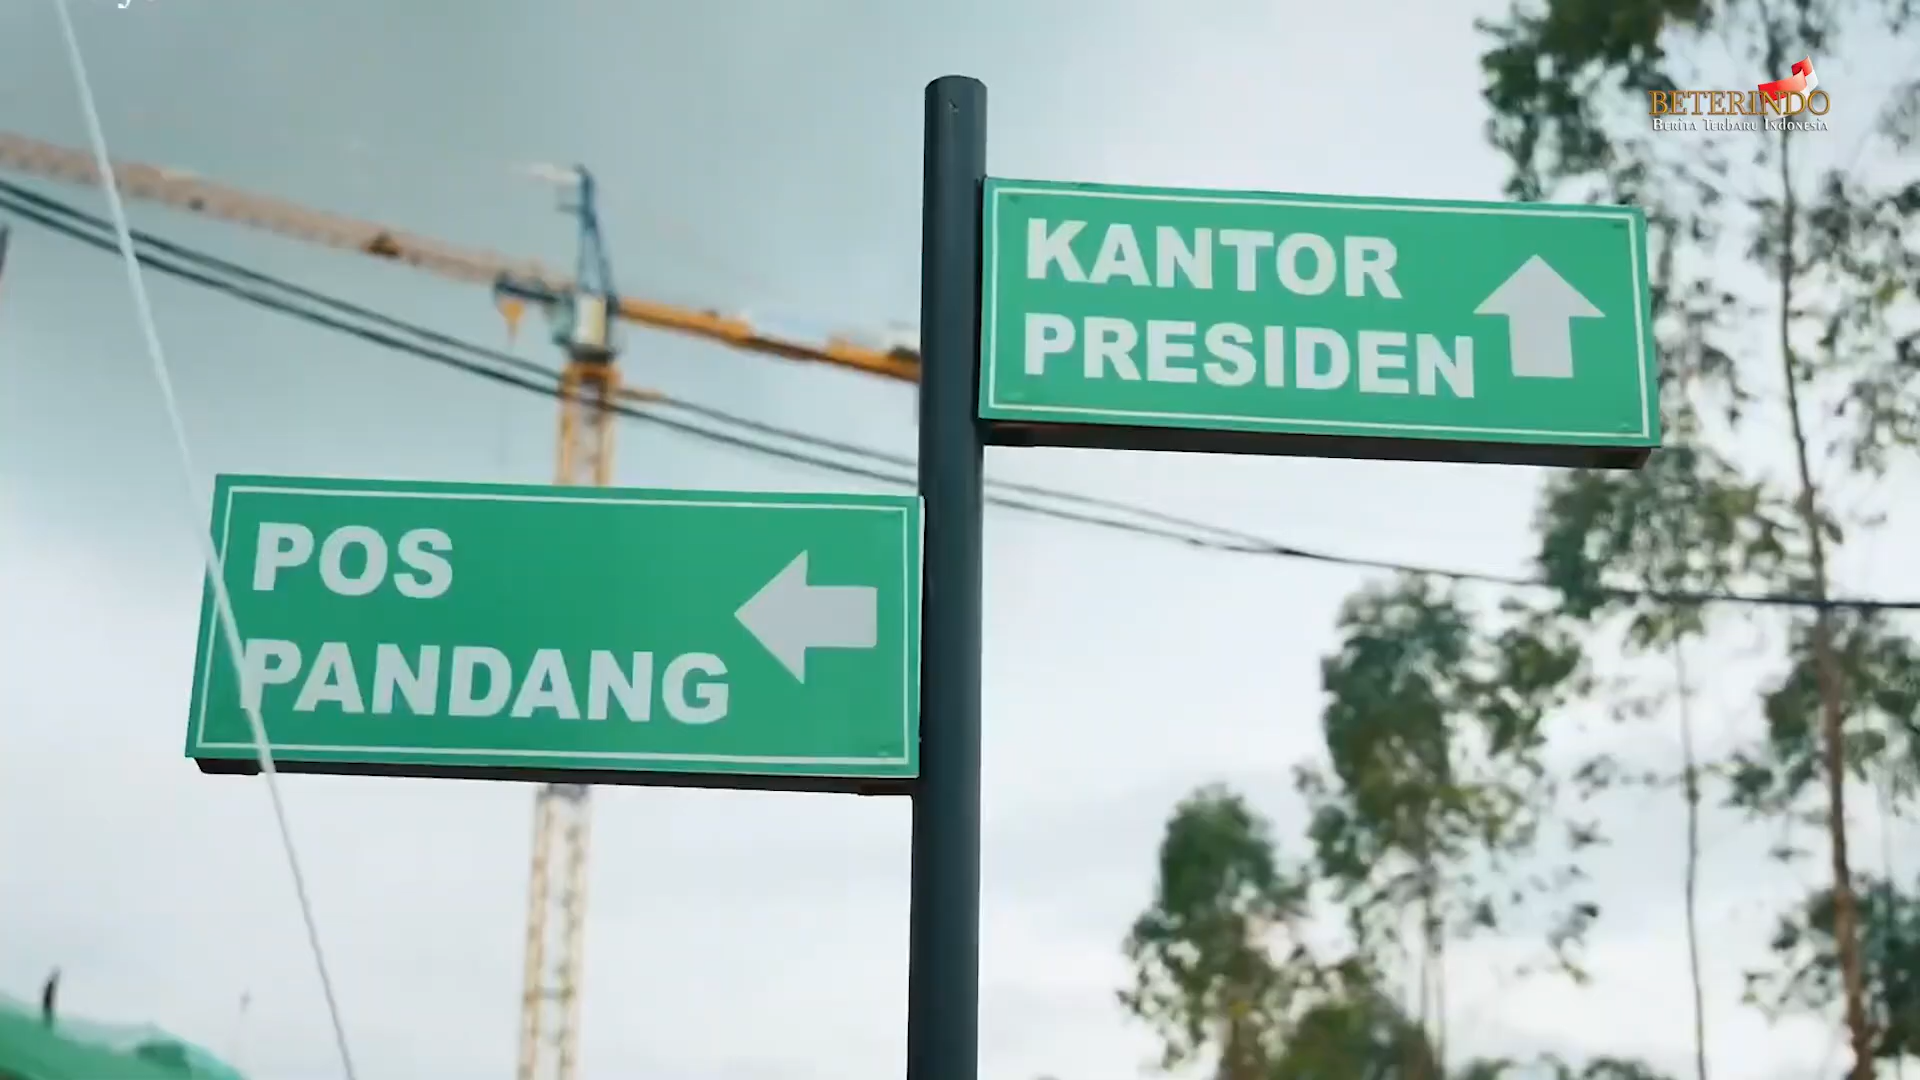 BETERINDO
BERITA TERBARU INDONESIA
KANTOR
PRESIDEN
POS
PANDANG